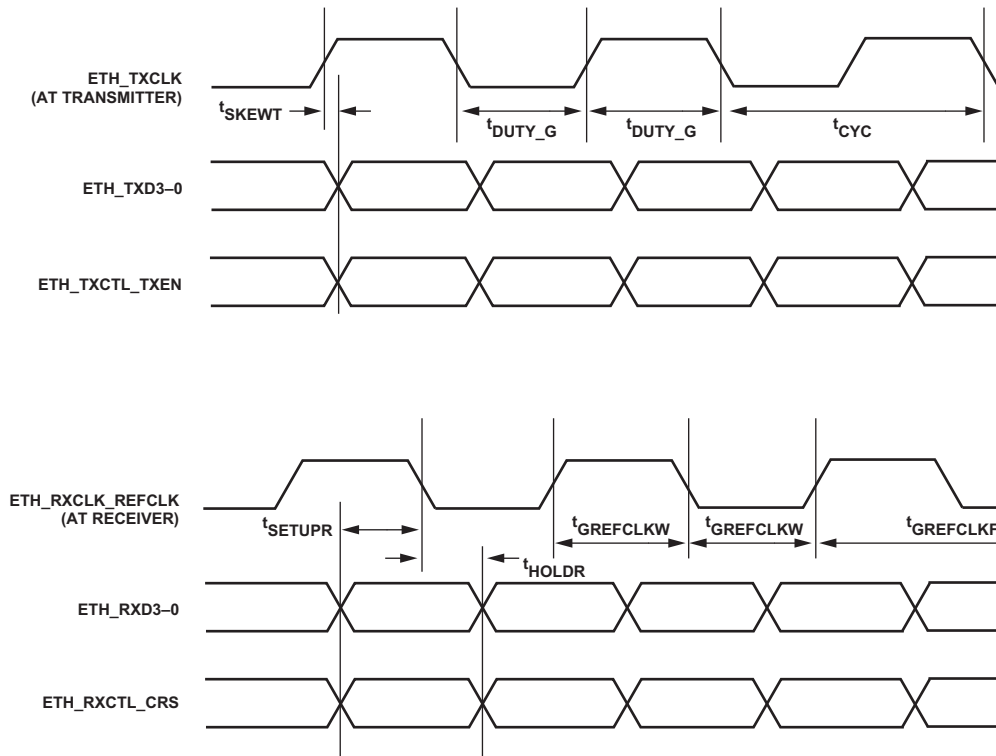 ETH_TXCLK
(AT TRANSMITTER)
tSKEWT
tDUTY_G
tDUTY_G
tCYC
ETH_TXD3–0
ETH_TXCTL_TXEN
ETH_RXCLK_REFCLK
(AT RECEIVER)
tSETUPR
tGREFCLKW
tGREFCLKW
tGREFCLKF
tHOLDR
ETH_RXD3–0
ETH_RXCTL_CRS